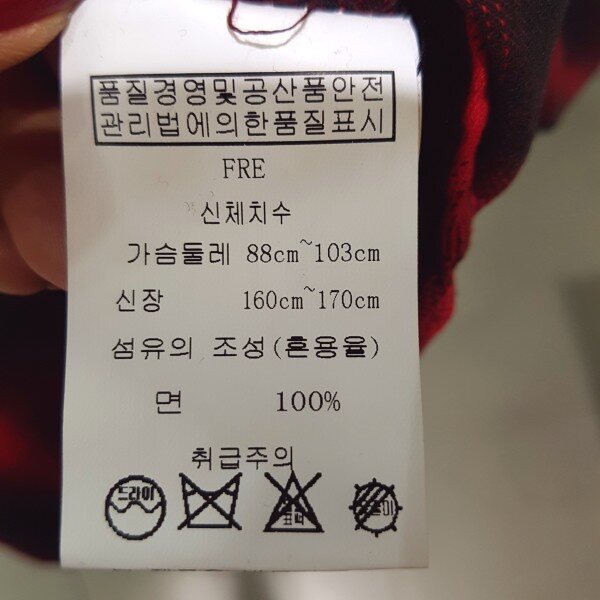 품질경영및공산품안전
관리법에의한품질표시
FRE
신체치수
가슴둘레 88cm~103cm
신장 160cm~170cm
섬유의 조성(혼용율)
면 100%
취급주의
드라이
표백